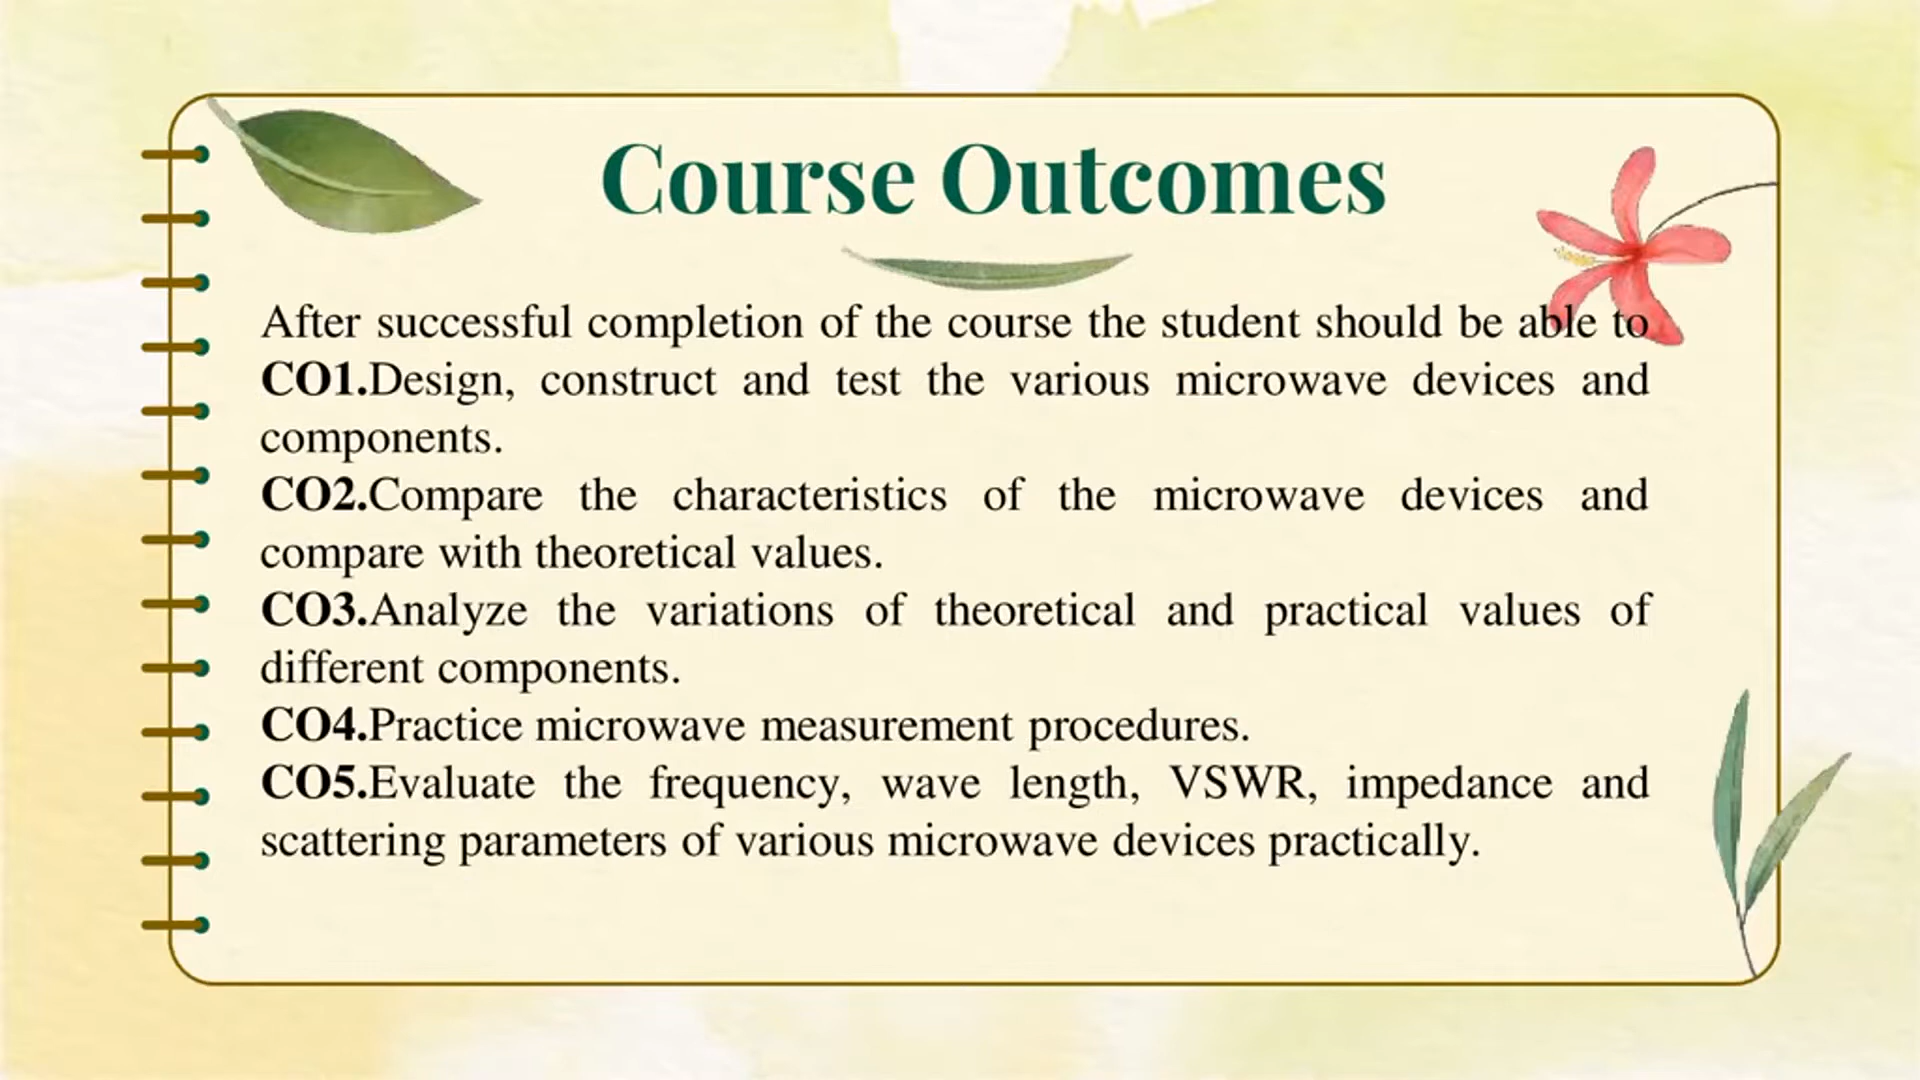 Course Outcomes
After successful completion of the course the student should be able to
CO1.Design, construct and test the various microwave devices and
components.
CO2.Compare the characteristics of the microwave devices and
compare with theoretical values.
CO3.Analyze the variations of theoretical and practical values of
different components.
CO4.Practice microwave measurement procedures.
CO5.Evaluate the frequency, wave length, VSWR, impedance and
scattering parameters of various microwave devices practically.